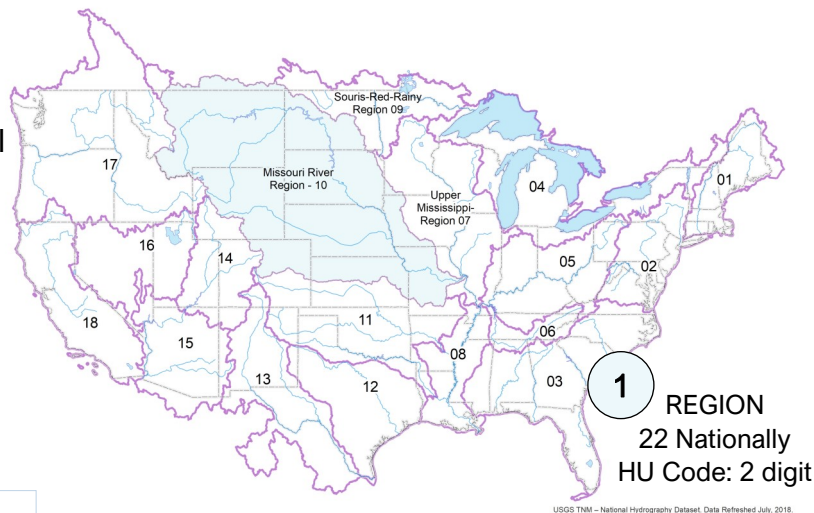 Souris-Red-Rainy
Region 09
l
17
Missouri River
Region - 10
04
01
Upper
Mississippi-
Region 07
16
14
05
02
18
15
11
06
08
13
12
03
1
REGION
22 Nationally
HU Code: 2 digit
USGS TNM – National Hydrography Dataset. Data Refreshed July, 2018.